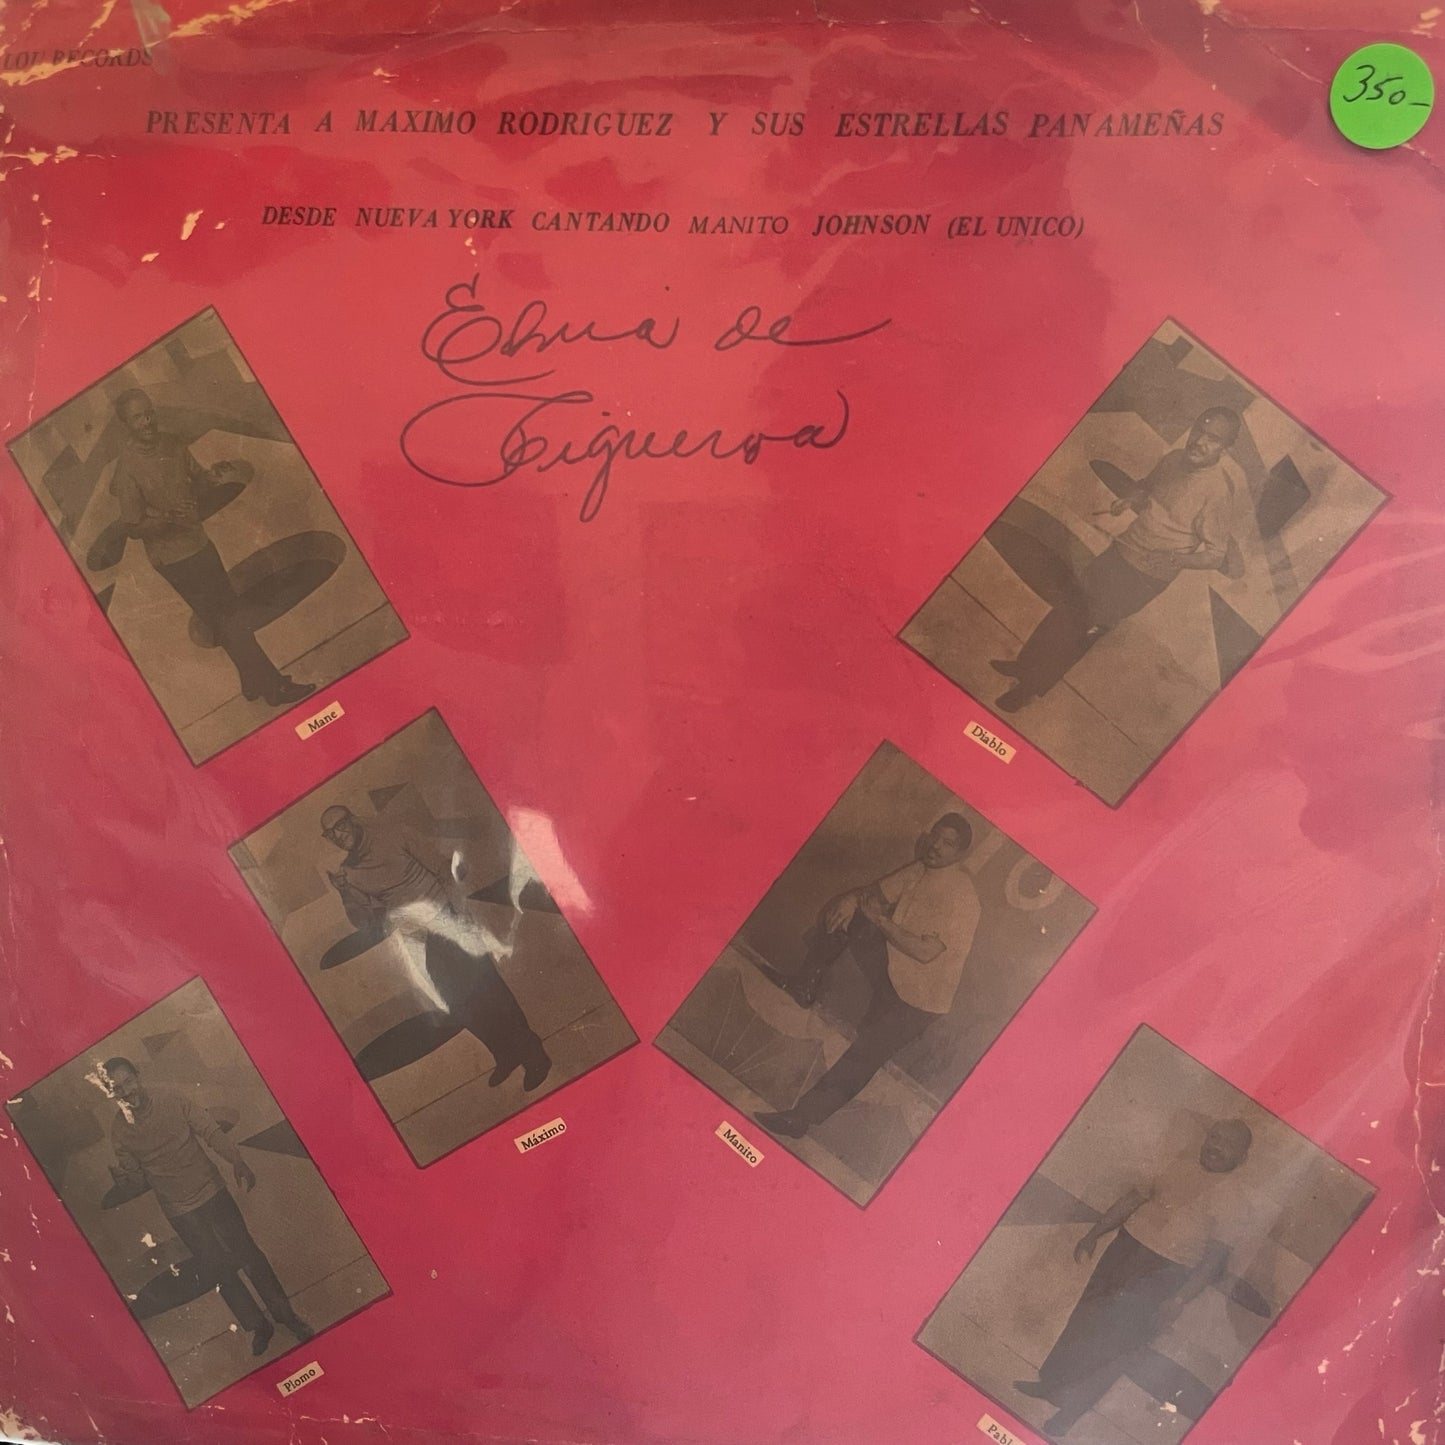 LOU RECORDS
350-
PRESENTA A MAXIMO RODRIGUEZ Y SUS ESTRELLAS PANAMEÑAS
DESDE NUEVA YORK CANTANDO MANITO JOHNSON (EL UNICO)
de
Figueroa
Mane
Diablo
Máximo
Manito
Plomo